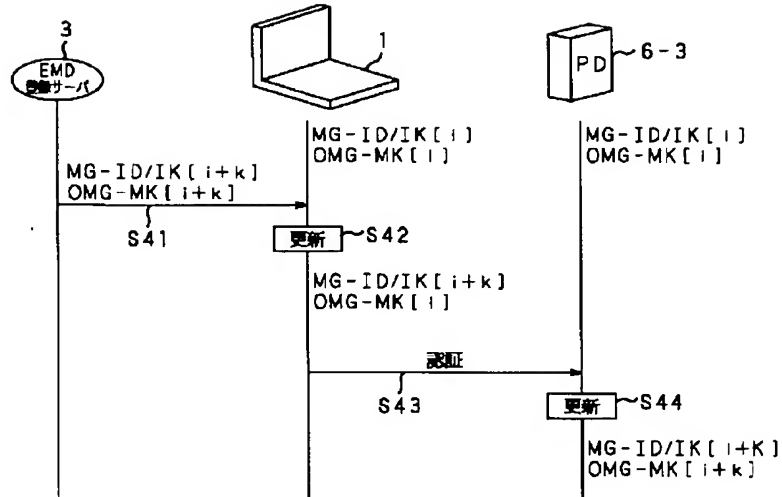 3
EMD
登録サーバ
1
PD
6-3
MG-ID/IK[i]
OMG-MK[i]
MG-ID/IK[i]
OMG-MK[i]
MG-ID/IK[i+k]
OMG-MK[i+k]
S41
更新
S42
MG-ID/IK[i+k]
OMG-MK[i]
認証
S43
更新
S44
MG-ID/IK[i+K]
OMG-MK[i+k]